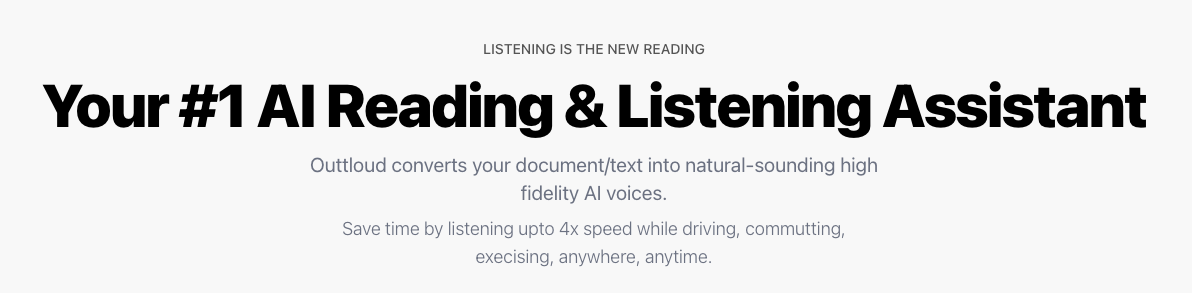 LISTENING IS THE NEW READING
Your #1 AI Reading & Listening Assistant
Outtloud converts your document/text into natural-sounding high
fidelity AI voices.
Save time by listening upto 4x speed while driving, commutting,
execising, anywhere, anytime.